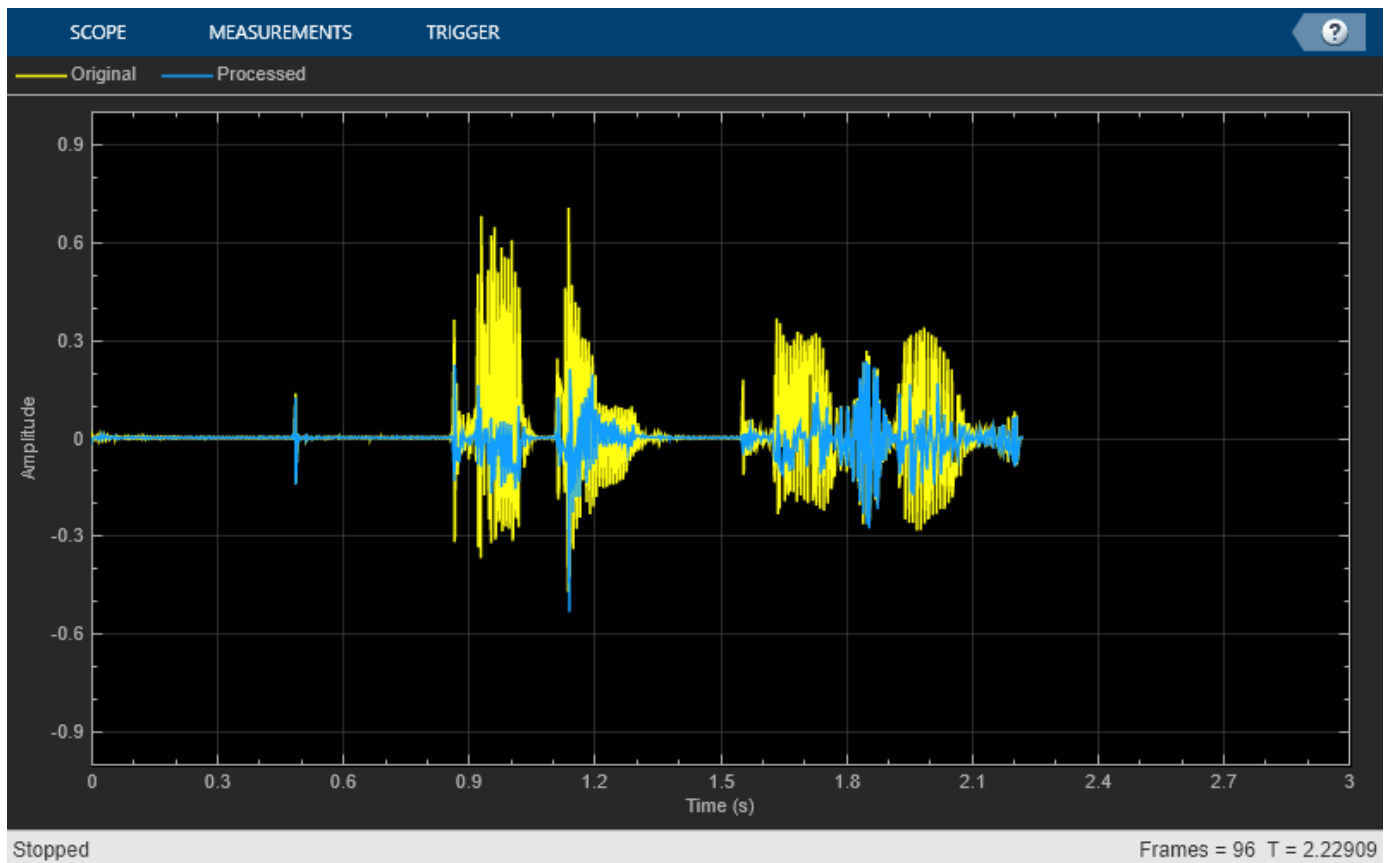 SCOPE MEASUREMENTS TRIGGER ?
Original Processed
0.9
0.6
0.3
0
-0.3
-0.6
-0.9
Amplitude
0 0.3 0.6 0.9 1.2 1.5 1.8 2.1 2.4 2.7 3
Time (s)
Stopped Frames = 96 T = 2.22909